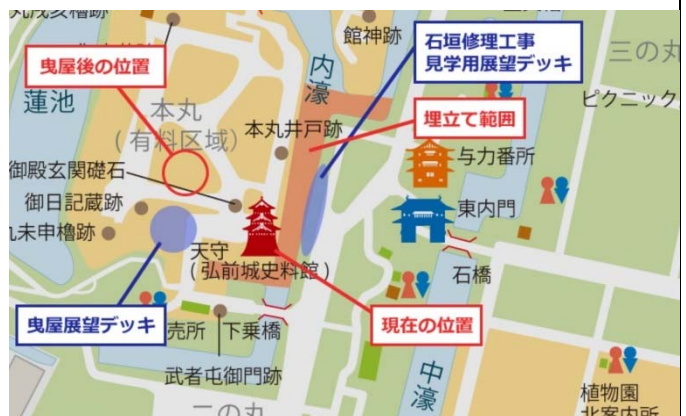 館神跡
内濠
石垣修理工事
見学用展望デッキ
三の丸
曳屋後の位置
蓮池
本丸
(有料区域)
本丸井戸跡
埋立て範囲
ピクニック
御殿玄関礎石
与力番所
御日記蔵跡
東内門
未申櫓跡
天守
(弘前城史料館)
石橋
曳屋展望デッキ
売所
下乗橋
現在の位置
武者屯御門跡
中濠
植物園
二の丸